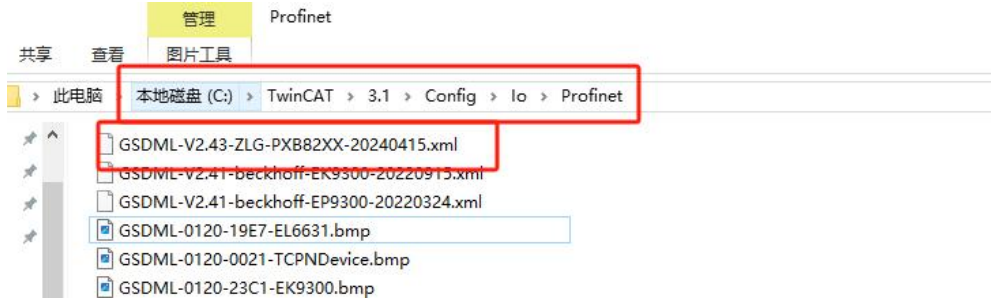 管理 Profinet
共享 查看 图片工具
> 此电脑 > 本地磁盘 (C:) > TwinCAT > 3.1 > Config > Io > Profinet
GSDML-V2.43-ZLG-PXB82XX-20240415.xml
GSDML-V2.41-beckhoff-EK9300-20220915.xml
GSDML-V2.41-beckhoff-EP9300-20220324.xml
GSDML-0120-19E7-EL6631.bmp
GSDML-0120-0021-TCPNDevice.bmp
GSDML-0120-23C1-EK9300.bmp